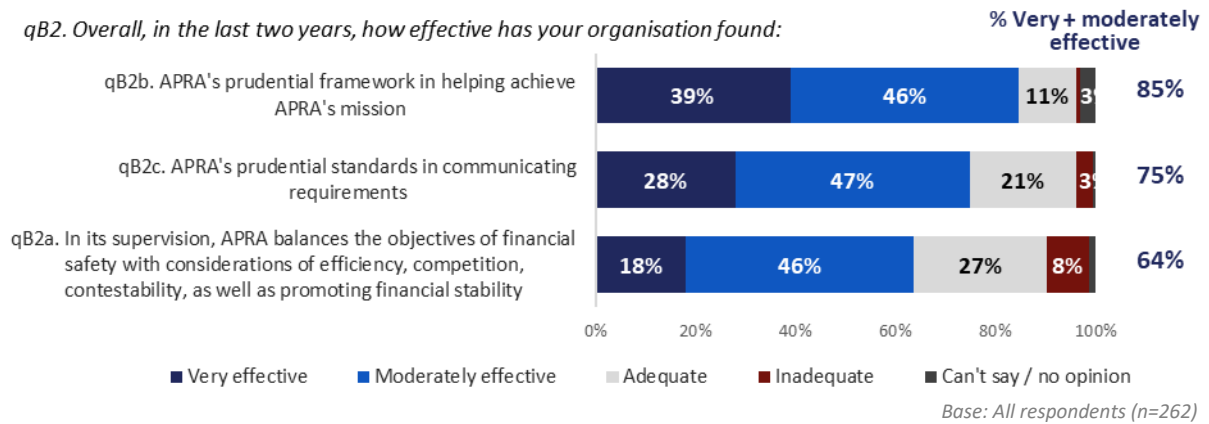 qB2. Overall, in the last two years, how effective has your organisation found:
% Very + moderately
effective
qB2b. APRA's prudential framework in helping achieve
APRA's mission
39% 46% 11% 3% 85%
qB2c. APRA's prudential standards in communicating
requirements
28% 47% 21% 3% 75%
qB2a. In its supervision, APRA balances the objectives of financial
safety with considerations of efficiency, competition,
contestability, as well as promoting financial stability
18% 46% 27% 8% 64%
0% 20% 40% 60% 80% 100%
Very effective Moderately effective Adequate Inadequate Can't say / no opinion
Base: All respondents (n=262)